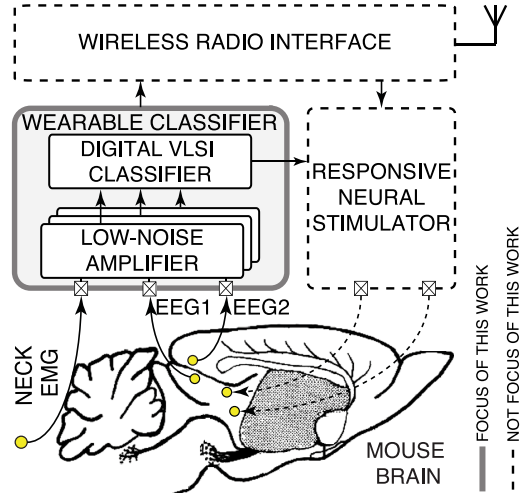 WIRELESS RADIO INTERFACE
WEARABLE CLASSIFIER
DIGITAL VLSI
CLASSIFIER
RESPONSIVE
NEURAL
STIMULATOR
LOW-NOISE
AMPLIFIER
EEG1
EEG2
NECK
EMG
MOUSE
BRAIN
FOCUS OF THIS WORK
NOT FOCUS OF THIS WORK